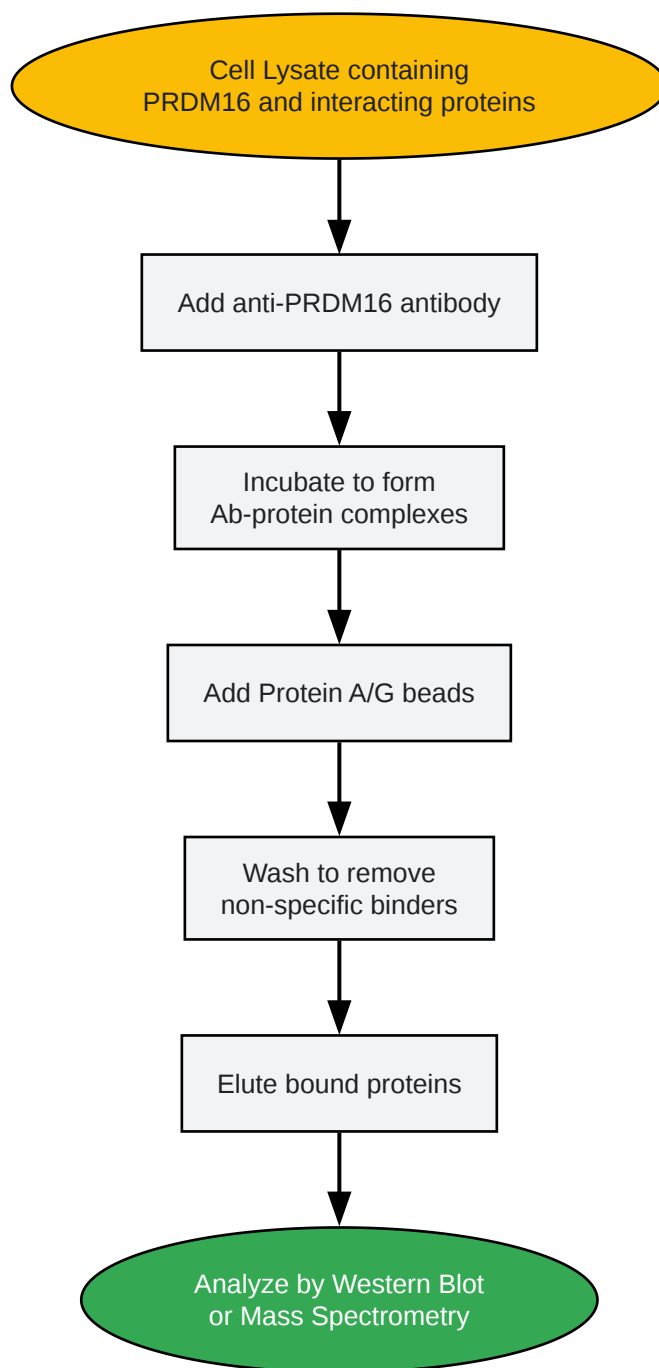 Cell Lysate containing
PRDM16 and interacting proteins
Add anti-PRDM16 antibody
Incubate to form
Ab-protein complexes
Add Protein A/G beads
Wash to remove
non-specific binders
Elute bound proteins
Analyze by Western Blot
or Mass Spectrometry